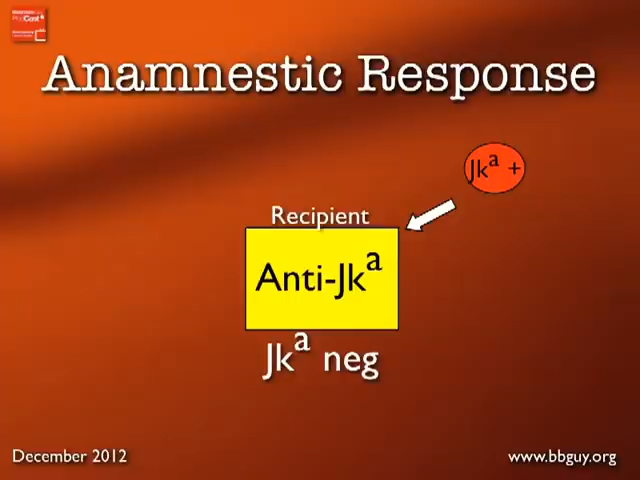 Anamnestic Response
Jkª +
Recipient
Anti-Jkª
Jkª neg
December 2012
www.bbguy.org